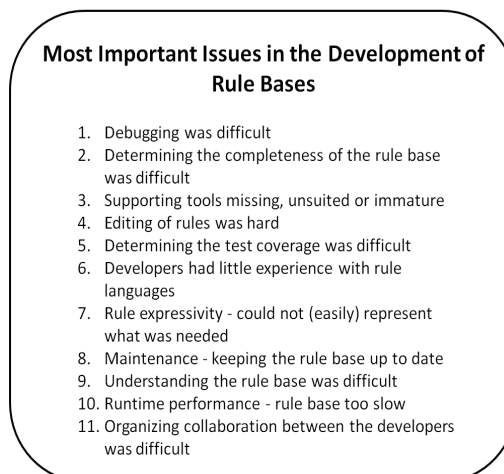 Most Important Issues in the Development of
Rule Bases
1. Debugging was difficult
2. Determining the completeness of the rule base
was difficult
3. Supporting tools missing, unsuited or immature
4. Editing of rules was hard
5. Determining the test coverage was difficult
6. Developers had little experience with rule
languages
7. Rule expressivity - could not (easily) represent
what was needed
8. Maintenance - keeping the rule base up to date
9. Understanding the rule base was difficult
10. Runtime performance - rule base too slow
11. Organizing collaboration between the developers
was difficult